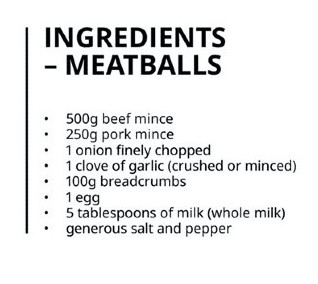 INGREDIENTS
– MEATBALLS
• 500g beef mince
• 250g pork mince
• 1 onion finely chopped
• 1 clove of garlic (crushed or minced)
• 100g breadcrumbs
• 1 egg
• 5 tablespoons of milk (whole milk)
• generous salt and pepper